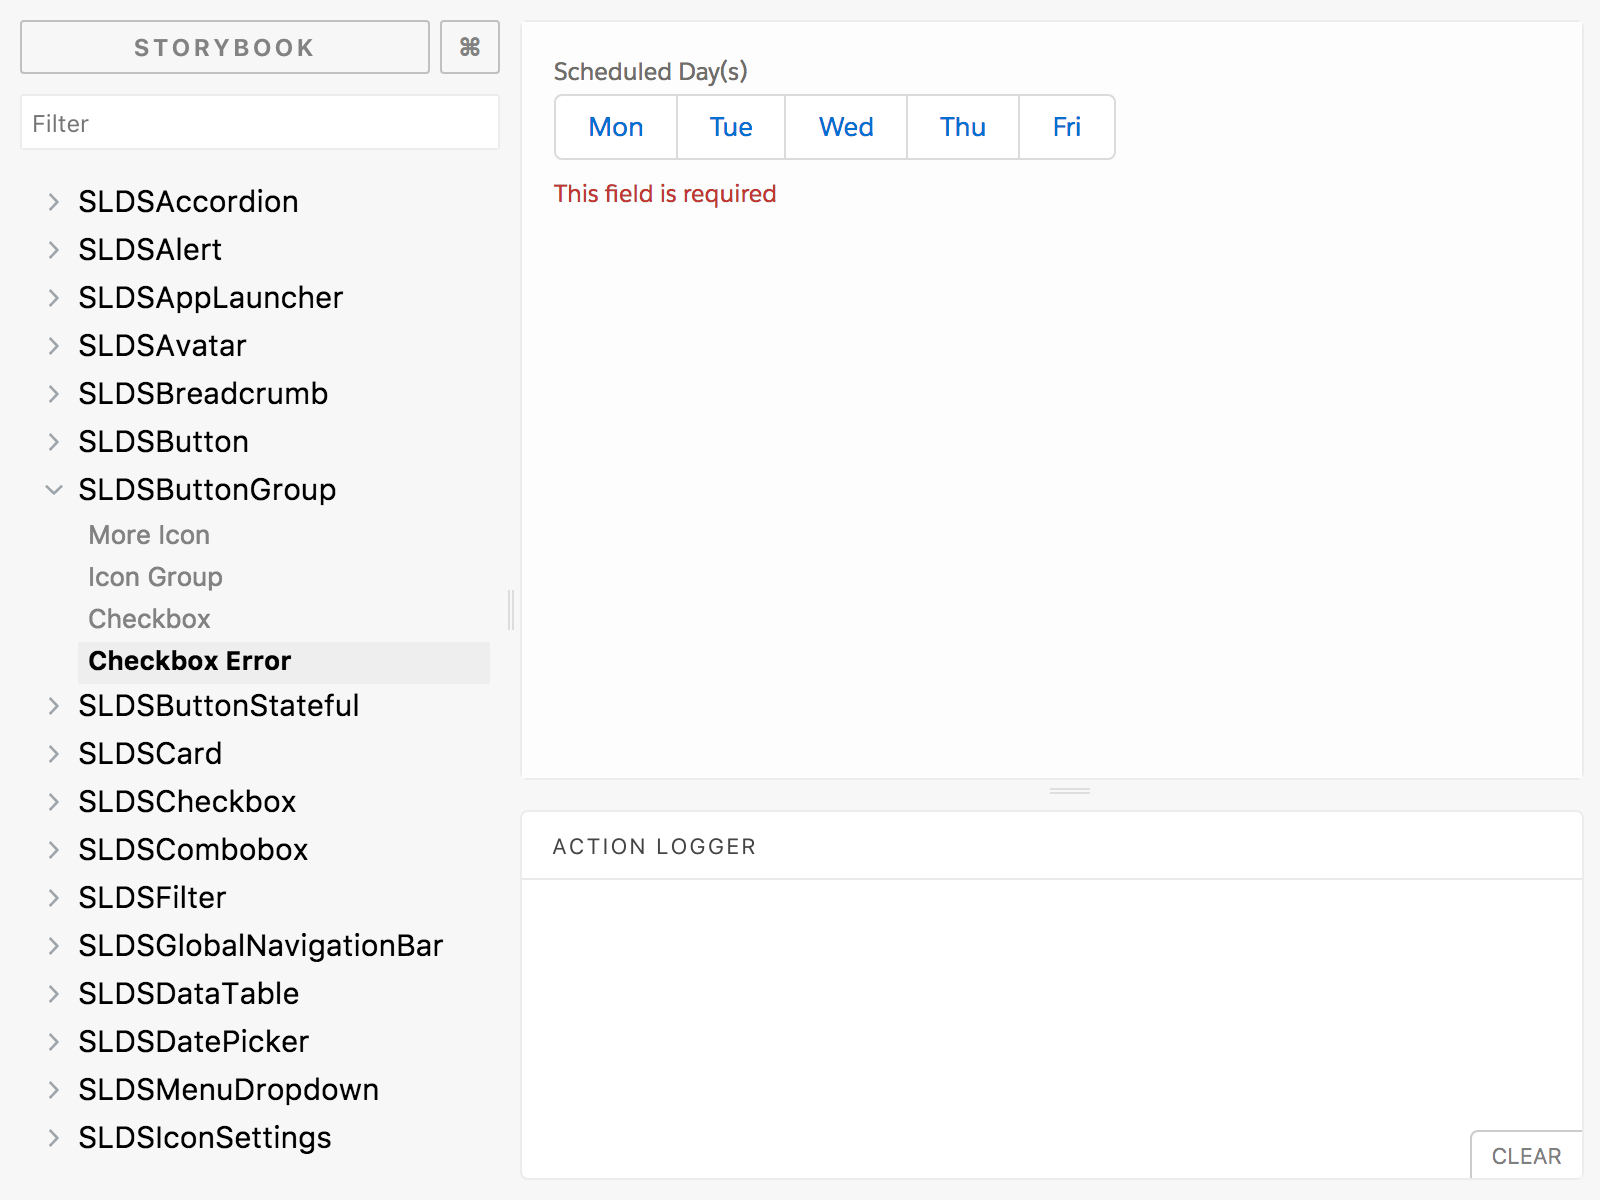 STORYBOOK
⌘
Filter
SLDSAccordion
SLDSAlert
SLDSAppLauncher
SLDSAvatar
SLDSBreadcrumb
SLDSButton
SLDSButtonGroup
More Icon
Icon Group
Checkbox
Checkbox Error
SLDSButtonStateful
SLDSCard
SLDSCheckbox
SLDSCombobox
SLDSFilter
SLDSGlobalNavigationBar
SLDSDataTable
SLDSDatePicker
SLDSMenuDropdown
SLDSIconSettings
Scheduled Day(s)
Mon Tue Wed Thu Fri
This field is required
ACTION LOGGER
CLEAR